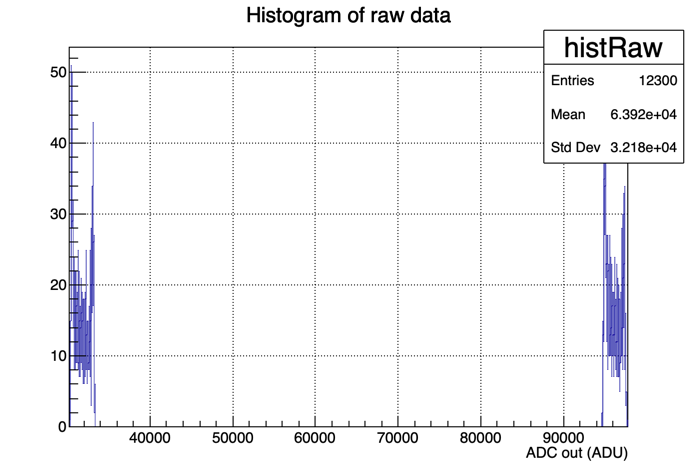 Histogram of raw data
histRaw
Entries 12300
Mean 6.392e+04
Std Dev 3.218e+04
50
40
30
20
10
0
40000 50000 60000 70000 80000 90000
ADC out (ADU)